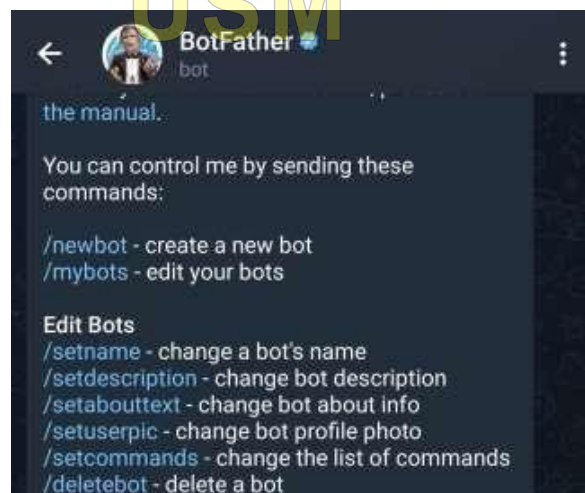 USM
BotFather
bot
the manual.
You can control me by sending these
commands:
/newbot - create a new bot
/mybots - edit your bots
Edit Bots
/setname - change a bot's name
/setdescription - change bot description
/setabouttext - change bot about info
/setuserpic - change bot profile photo
/setcommands - change the list of commands
/deletebot - delete a bot